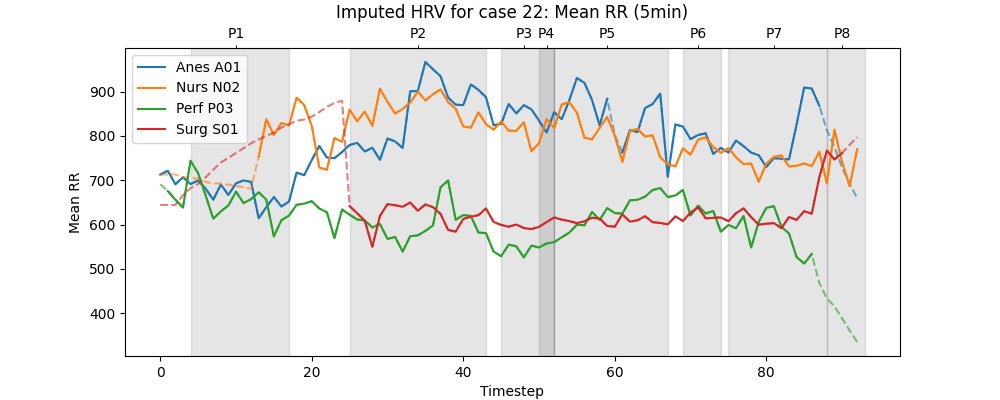 Imputed HRV for case 22: Mean RR (5min)
P1 P2 P3 P4 P5 P6 P7 P8
Anes A01
Nurs N02
Perf P03
Surg S01
900
800
700
600
500
400
Mean RR
0 20 40 60 80
Timestep